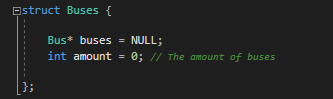 struct Buses {
Bus* buses = NULL;
int amount = 0; // The amount of buses
};